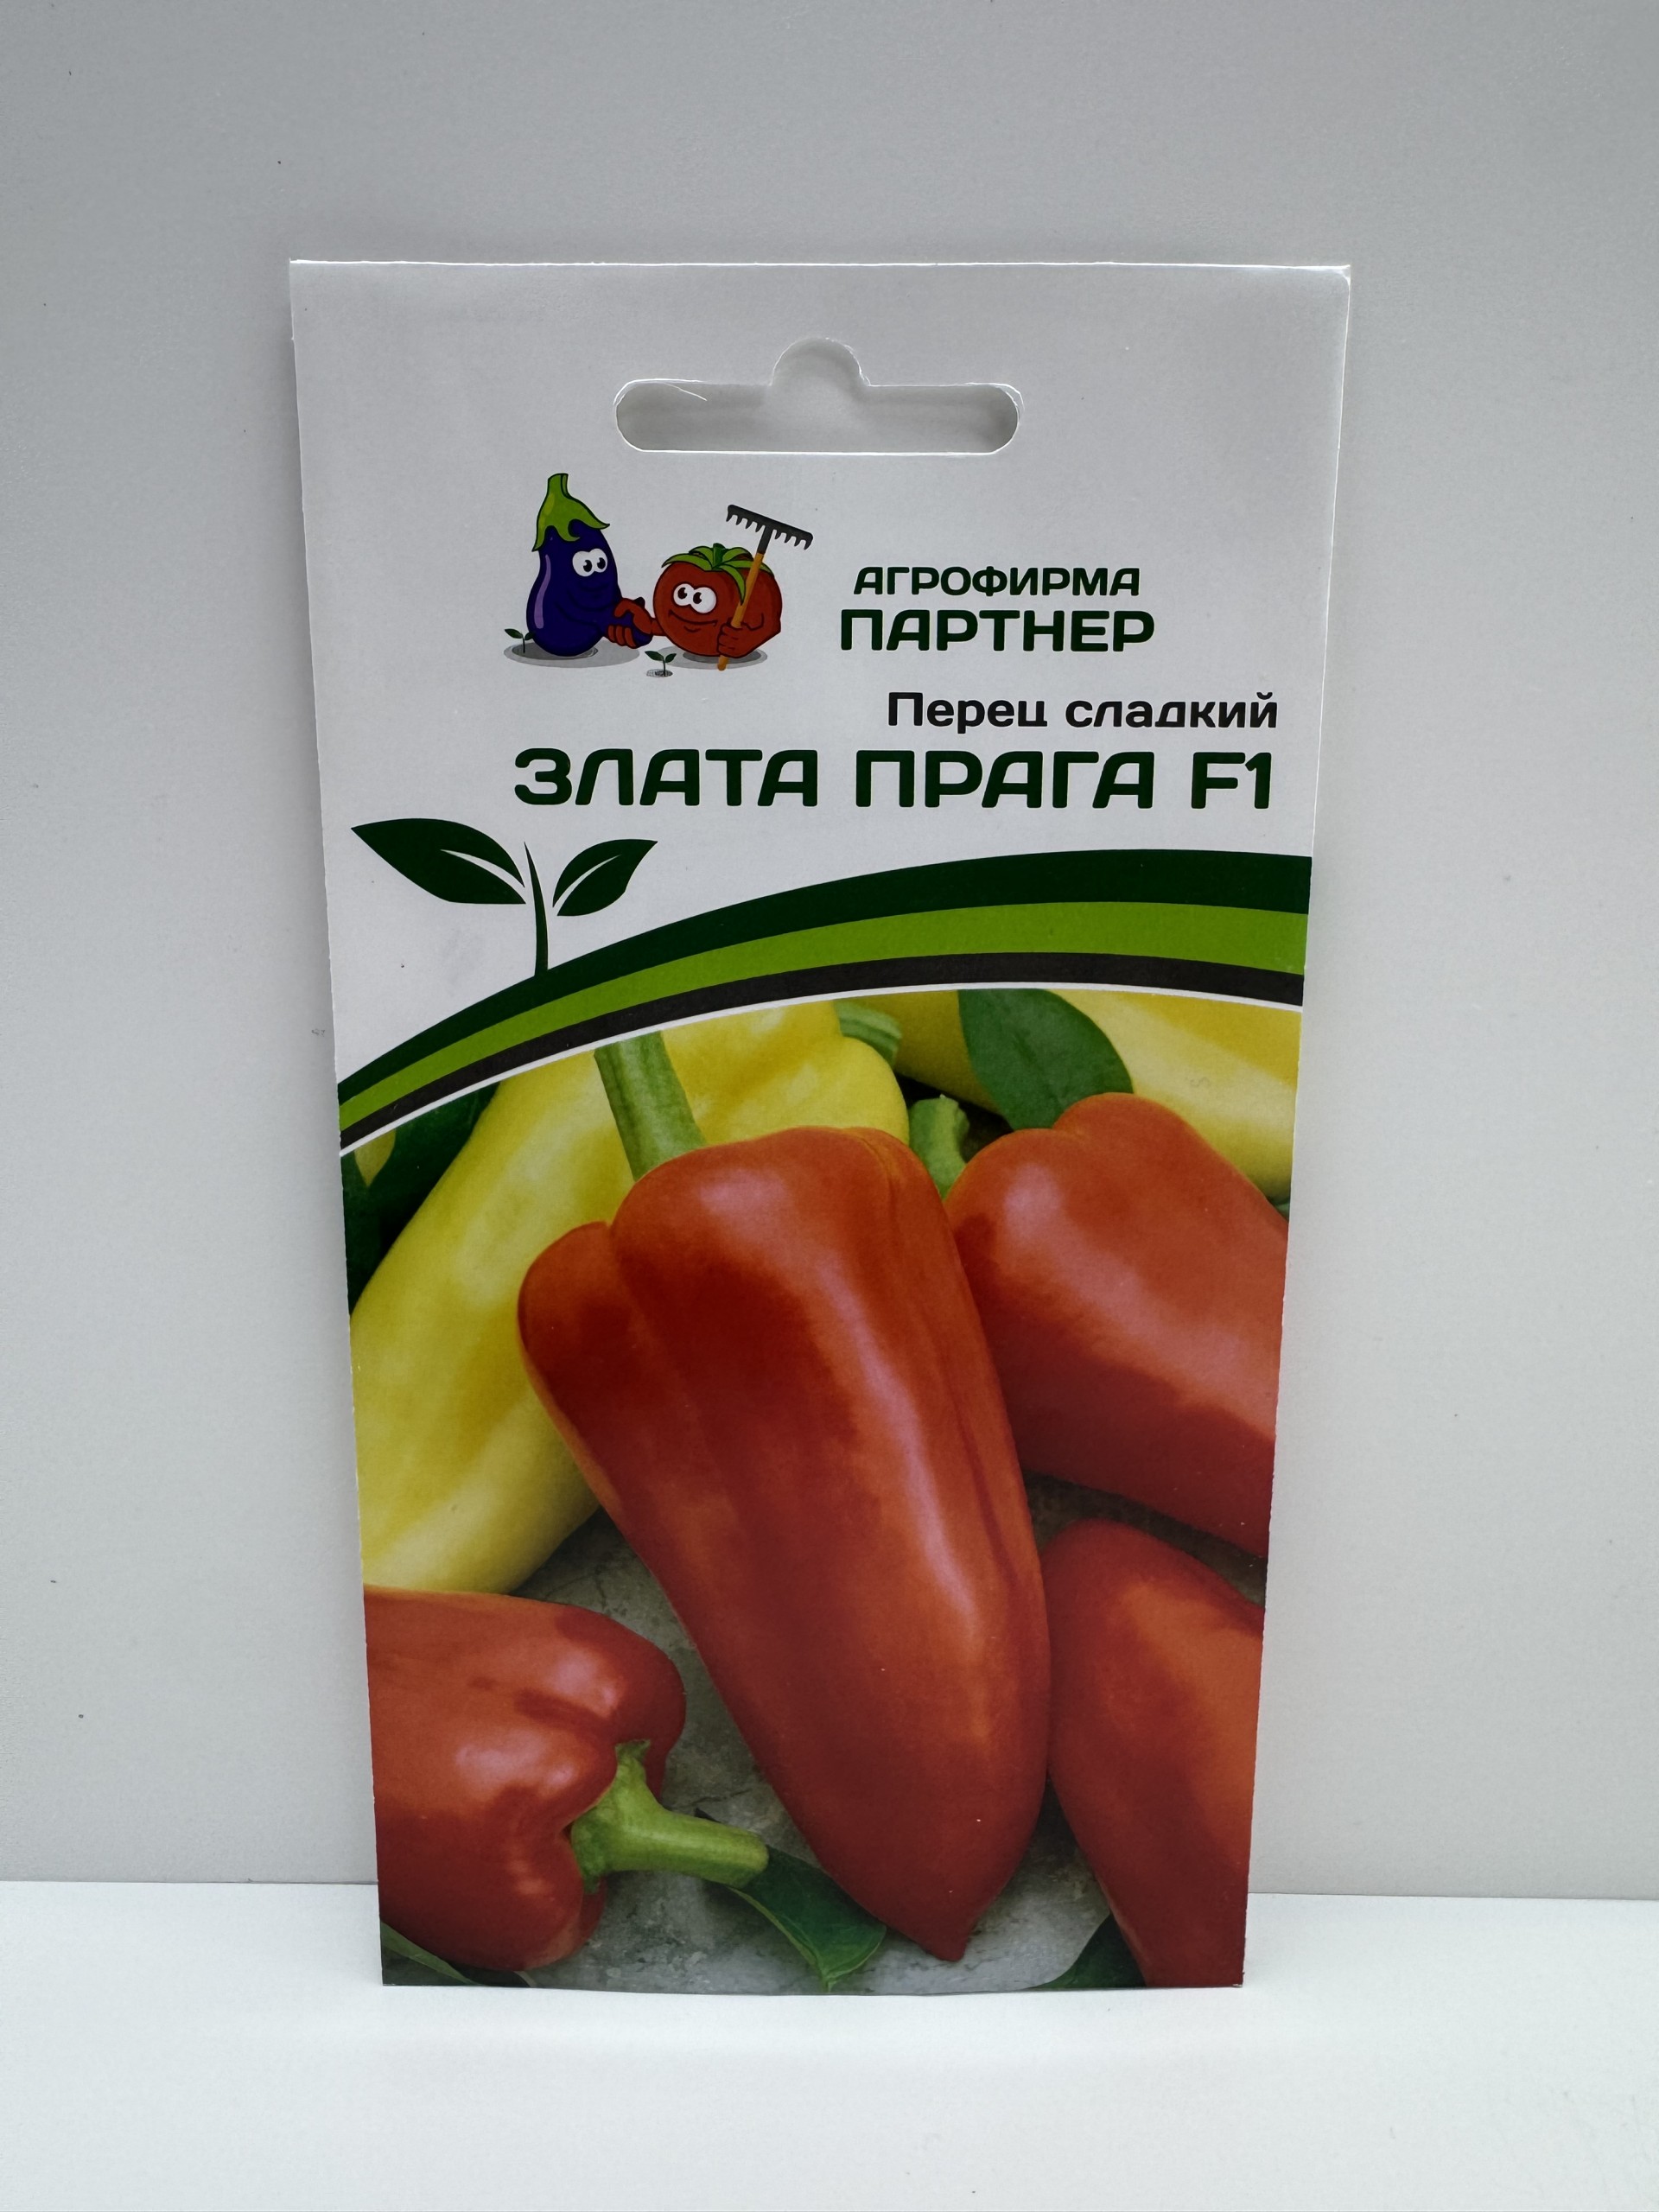 АГРОФИРМА
ПАРТНЕР
Перец сладкий
ЗЛАТА ПРАГА F1